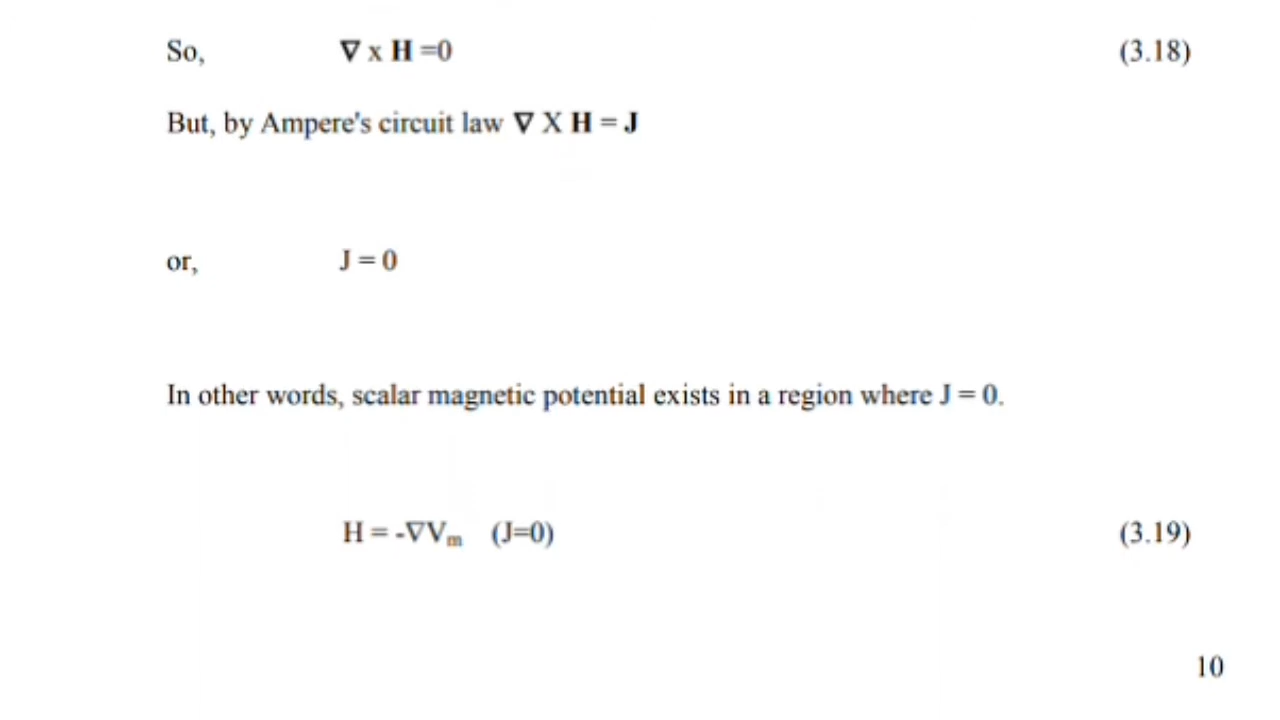 So, ∇ x H =0 (3.18)
But, by Ampere's circuit law ∇ X H = J
or, J = 0
In other words, scalar magnetic potential exists in a region where J = 0.
H = -∇Vₘ (J=0) (3.19)
10